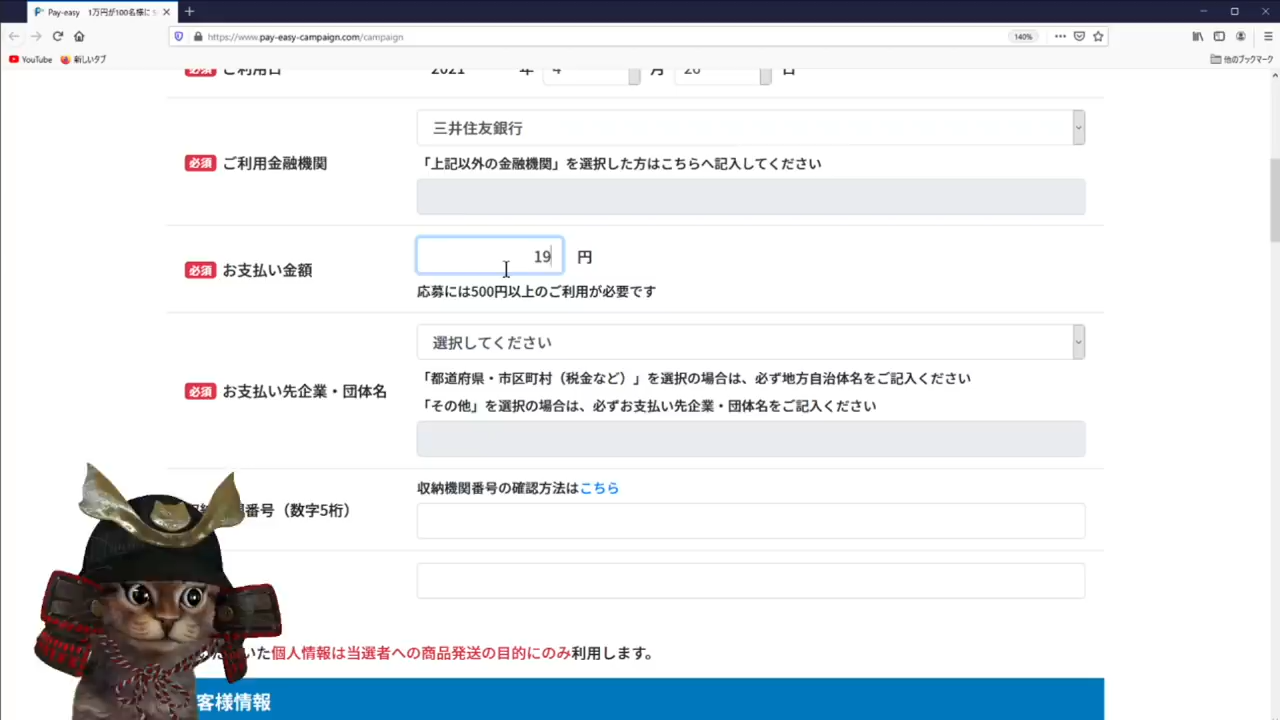 Pay-easy 1万円が100名様に
https://www.pay-easy-campaign.com/campaign
140%
YouTube 新しいタブ
他のブックマーク
必須 ご利用日 2021 年 4 月 26 日
三井住友銀行
必須 ご利用金融機関
「上記以外の金融機関」を選択した方はこちらへ記入してください
19 円
必須 お支払い金額
応募には500円以上のご利用が必要です
選択してください
「都道府県・市区町村（税金など）」を選択の場合は、必ず地方自治体名をご記入ください
必須 お支払い先企業・団体名
「その他」を選択の場合は、必ずお支払い先企業・団体名をご記入ください
収納機関番号の確認方法はこちら
番号（数字5桁）
いた個人情報は当選者への商品発送の目的にのみ利用します。
客様情報